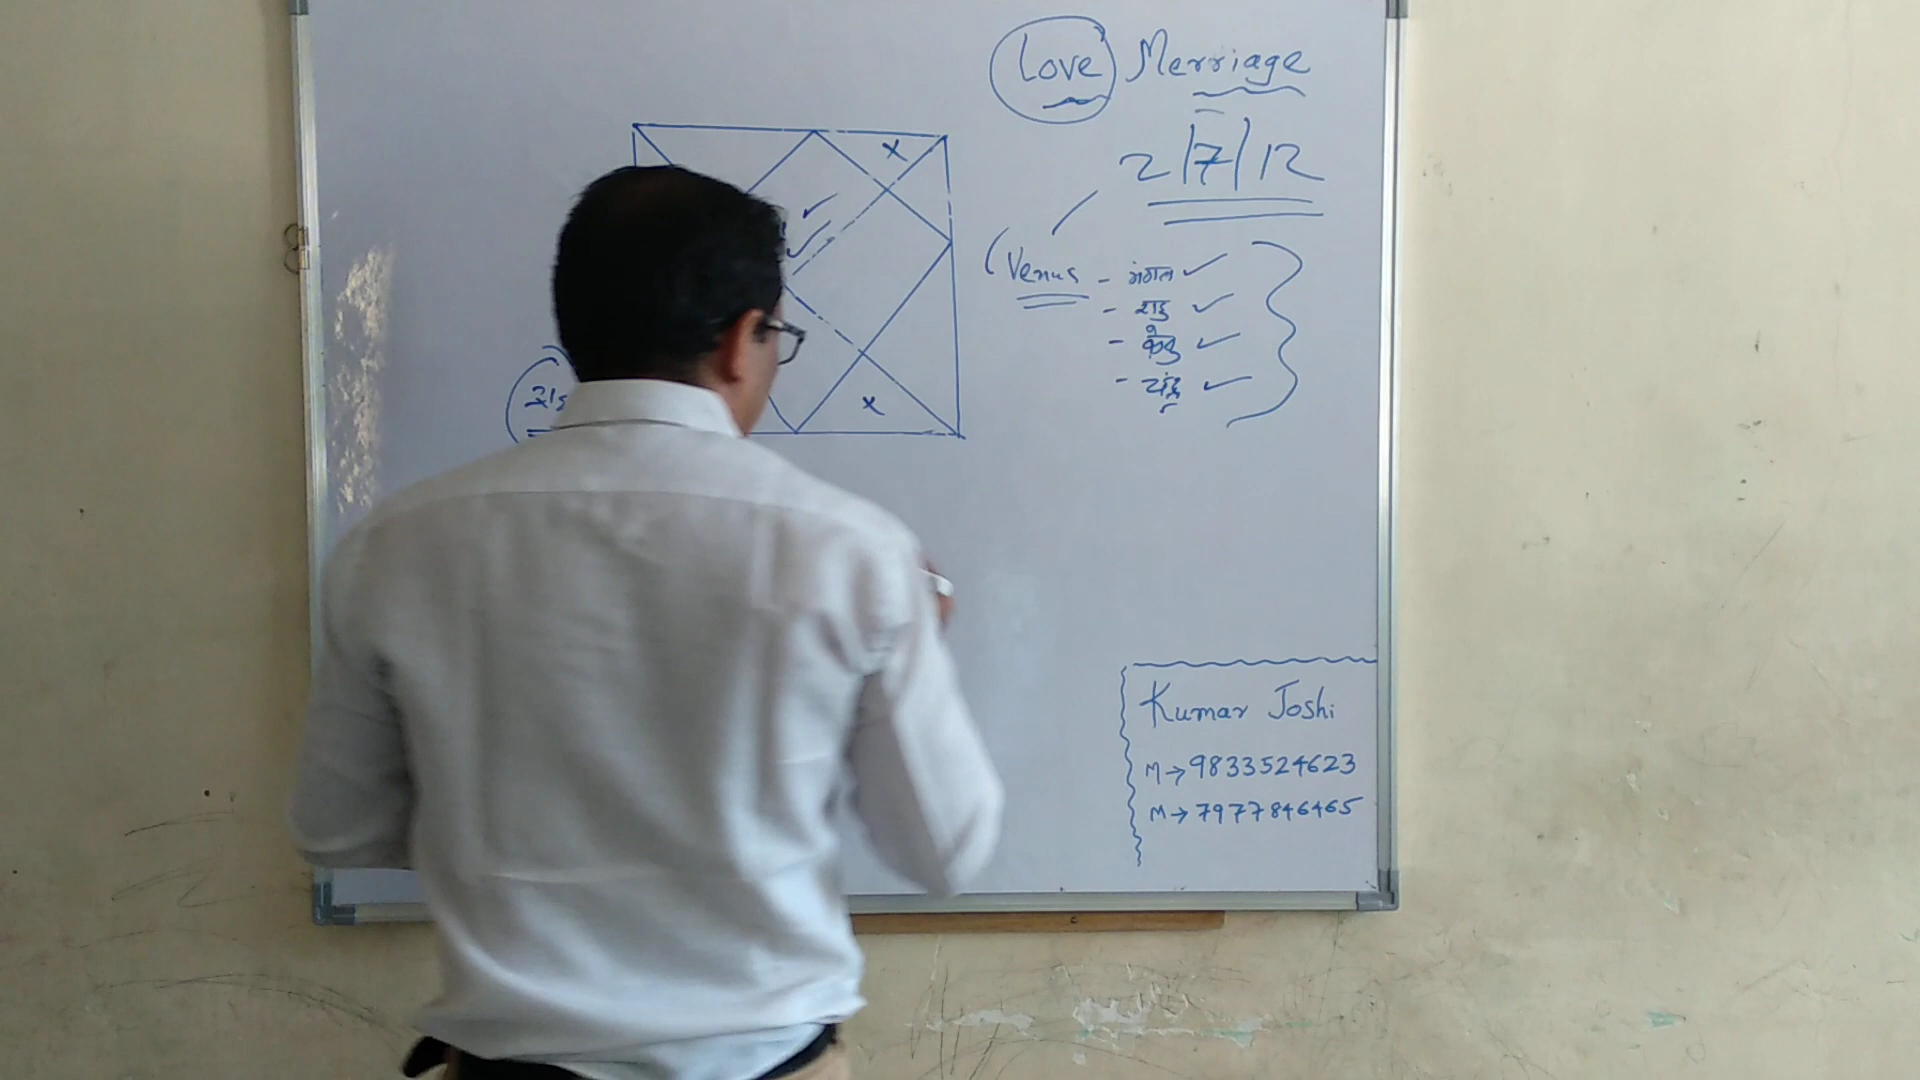 Love Merriage
2/7/12
Venus - मंगल
- राहु
- केतु
- चंद्र
x
x
Kumar Joshi
M→9833524623
M→7977846465